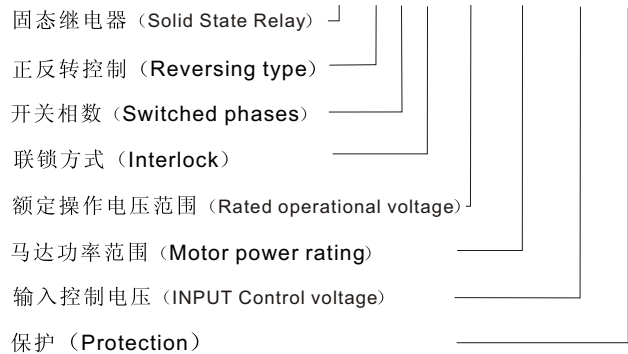 固态继电器（Solid State Relay）
正反转控制（Reversing type）
开关相数（Switched phases）
联锁方式（Interlock）
额定操作电压范围（Rated operational voltage）
马达功率范围（Motor power rating）
输入控制电压（INPUT Control voltage）
保护（Protection）